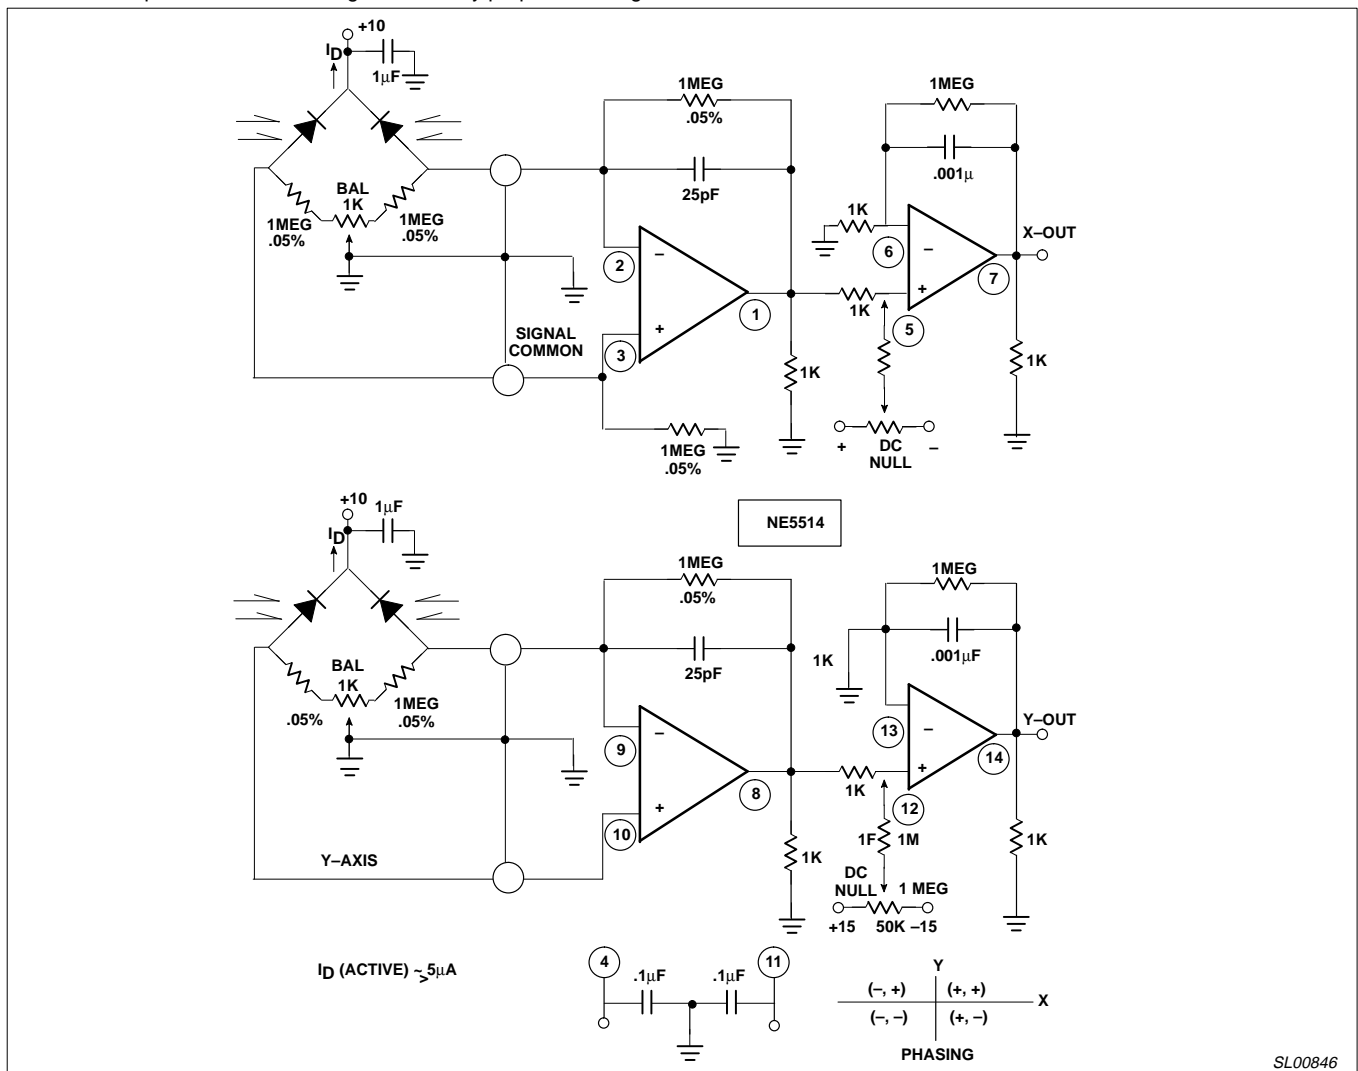 +10
ID
1µF
1MEG
.05%
1MEG
25pF
.001µ
BAL
1K
1MEG
.05%
1MEG
.05%
1K
X–OUT
2
–
6
–
7
1
+
1K
5
SIGNAL
COMMON
3
+
1K
1K
1MEG
.05%
+
DC
NULL
–
NE5514
+10
1µF
ID
1MEG
.05%
1MEG
25pF
.001µF
1K
BAL
1K
.05%
1MEG
.05%
Y–OUT
9
–
13
–
14
8
+
1K
12
10
+
1F
1M
1K
1K
Y–AXIS
DC
NULL
1 MEG
+15
50K
–15
ID (ACTIVE) ~> 5µA
4
.1µF
.1µF
11
Y
(–, +)
(+, +)
X
(–, –)
(+, –)
PHASING
SL00846